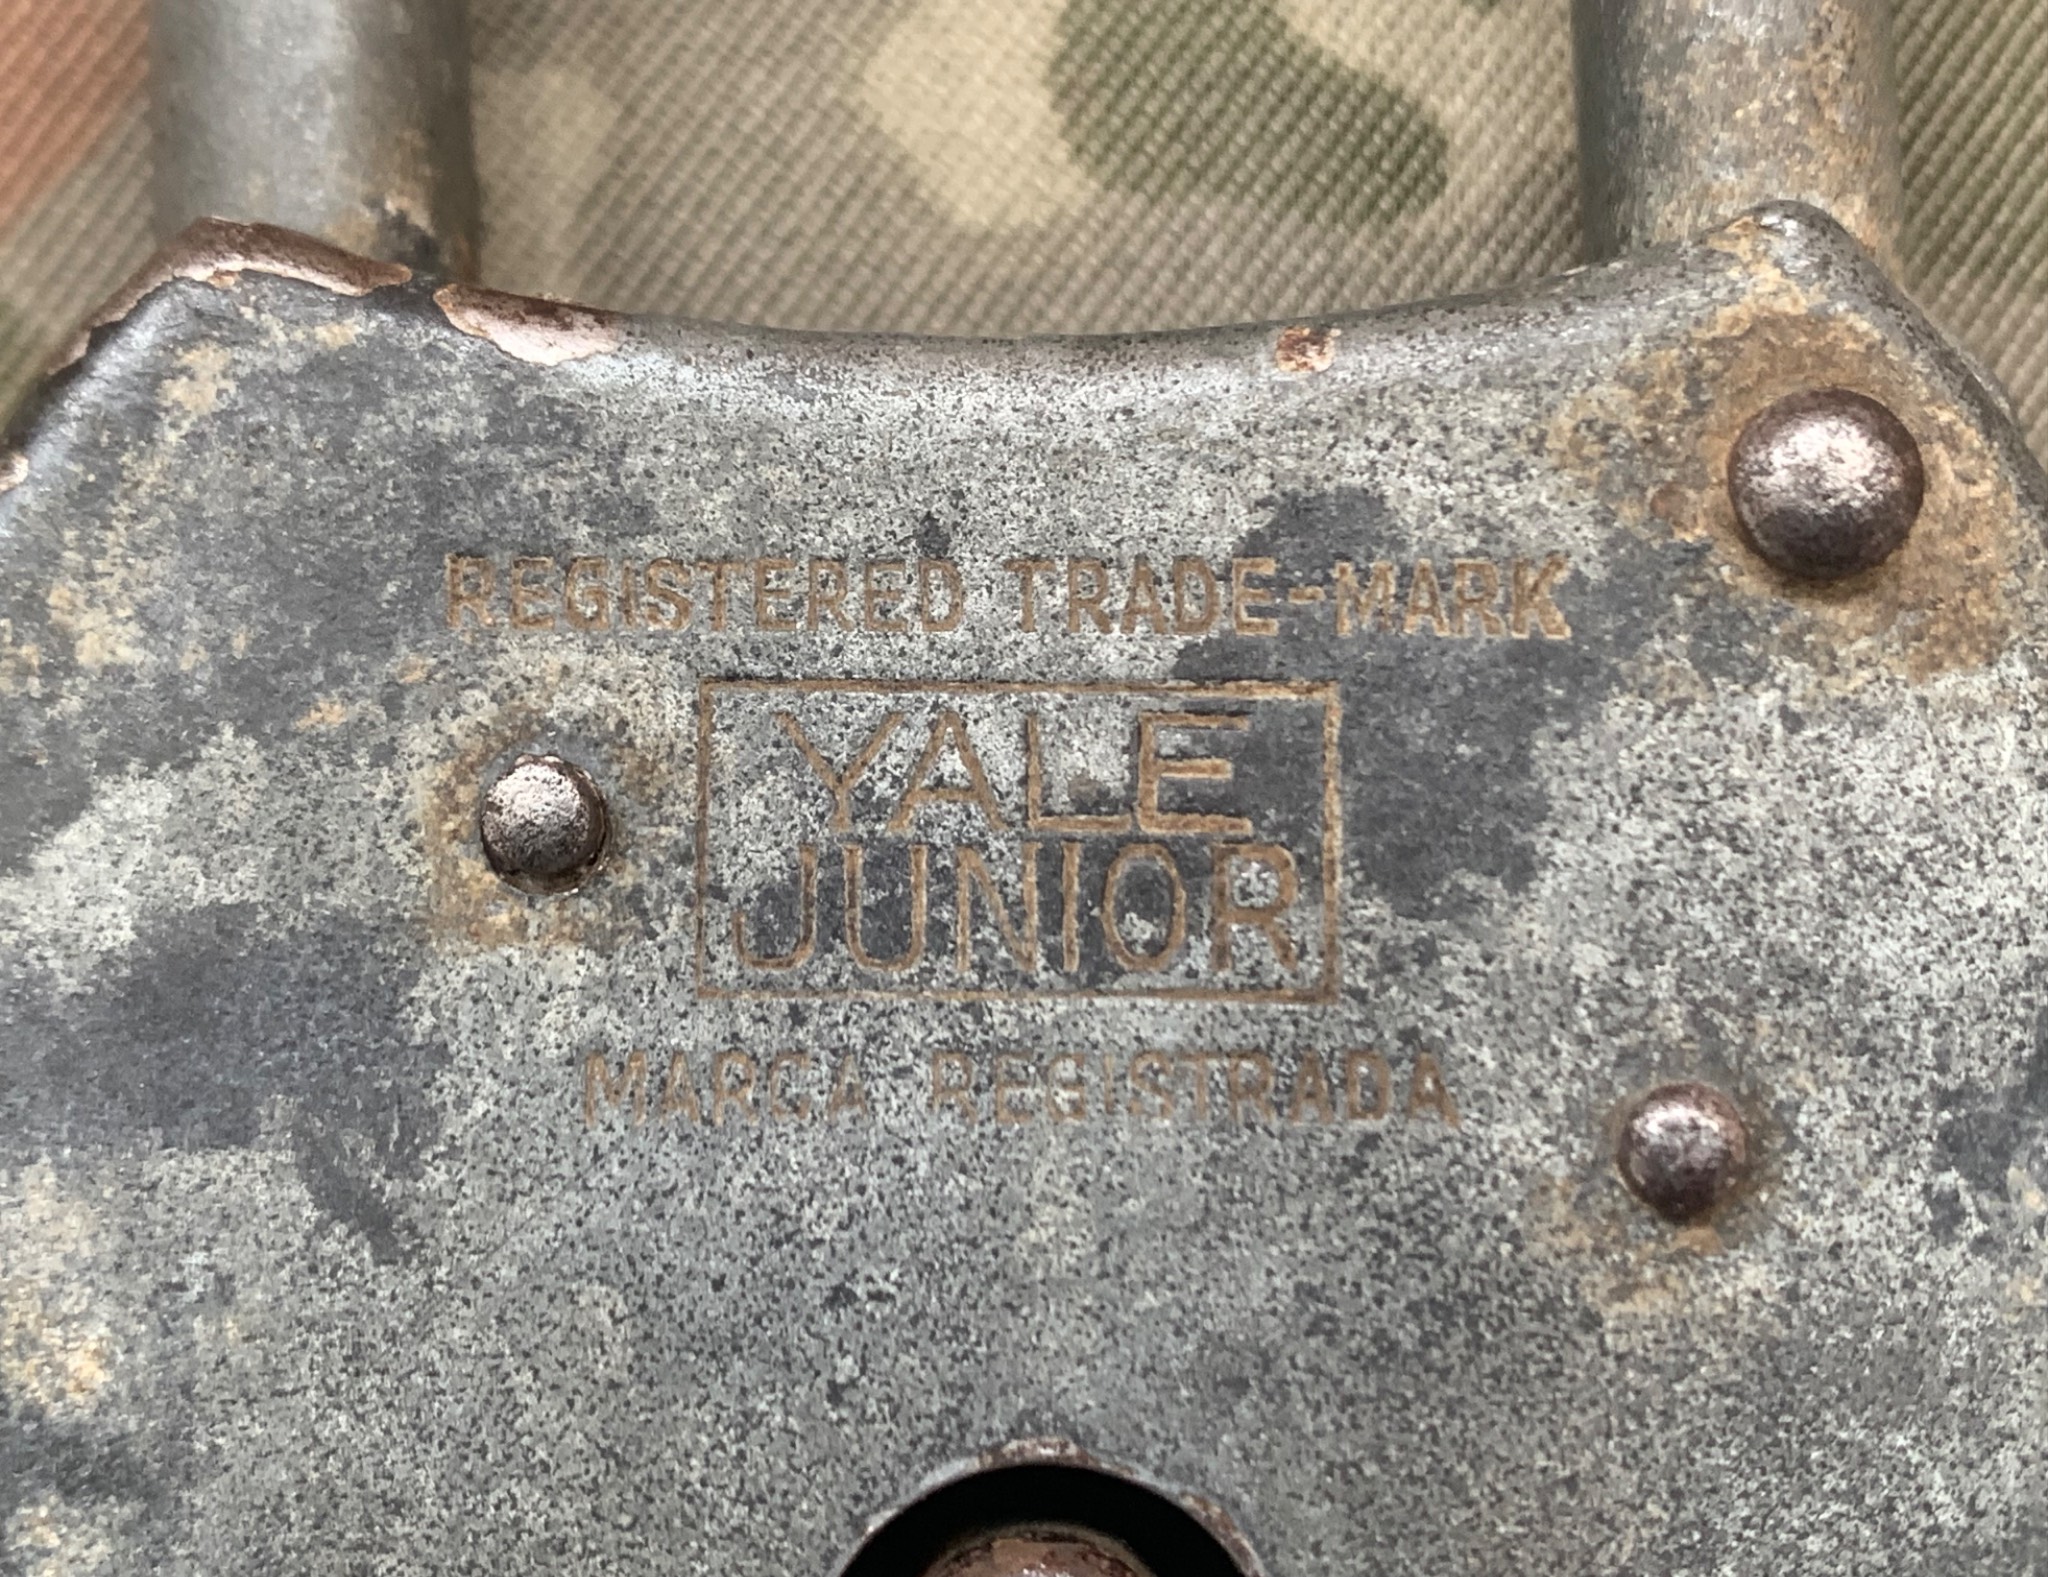 REGISTERED TRADE-MARK
YALE
JUNIOR
MARCA REGISTRADA